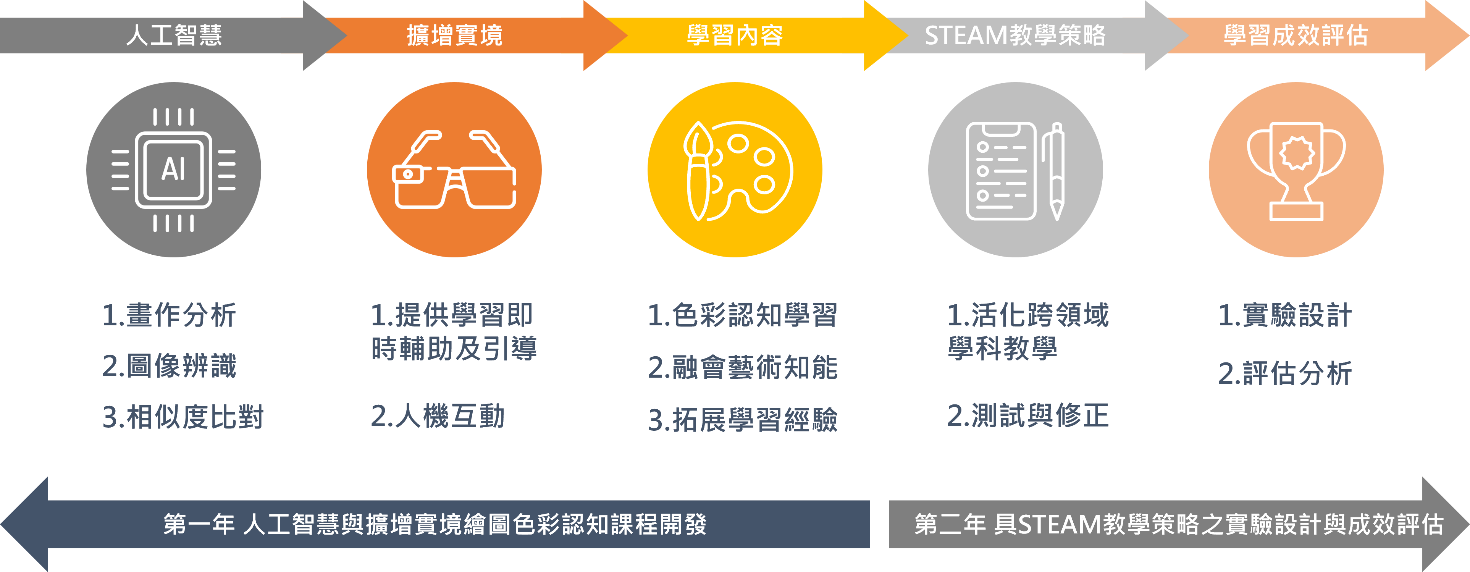 人工智慧
擴增實境
學習內容
STEAM教學策略
學習成效評估
AI
1.畫作分析
2.圖像辨識
3.相似度比對
1.提供學習即
時輔助及引導
2.人機互動
1.色彩認知學習
2.融會藝術知能
3.拓展學習經驗
1.活化跨領域
學科教學
2.測試與修正
1.實驗設計
2.評估分析
第一年 人工智慧與擴增實境繪圖色彩認知課程開發
第二年 具STEAM教學策略之實驗設計與成效評估